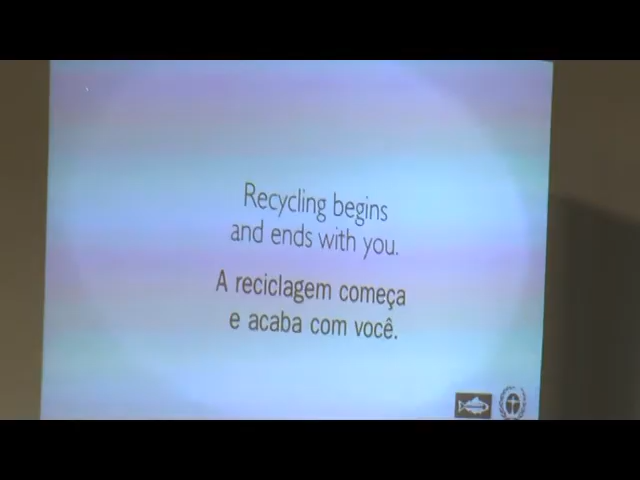 Recycling begins
and ends with you.
A reciclagem começa
e acaba com você.